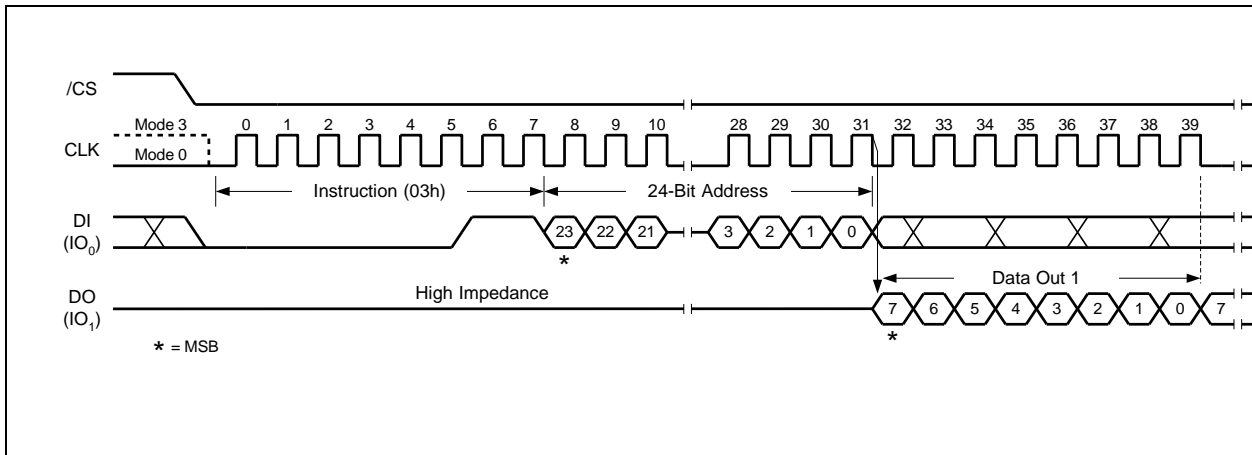 /CS
Mode 3
0 1 2 3 4 5 6 7 8 9 10 28 29 30 31 32 33 34 35 36 37 38 39
CLK
Mode 0
Instruction (03h)
24-Bit Address
DI
(IO0)
23 22 21 3 2 1 0
*
Data Out 1
High Impedance
DO
(IO1)
7 6 5 4 3 2 1 0 7
*
* = MSB